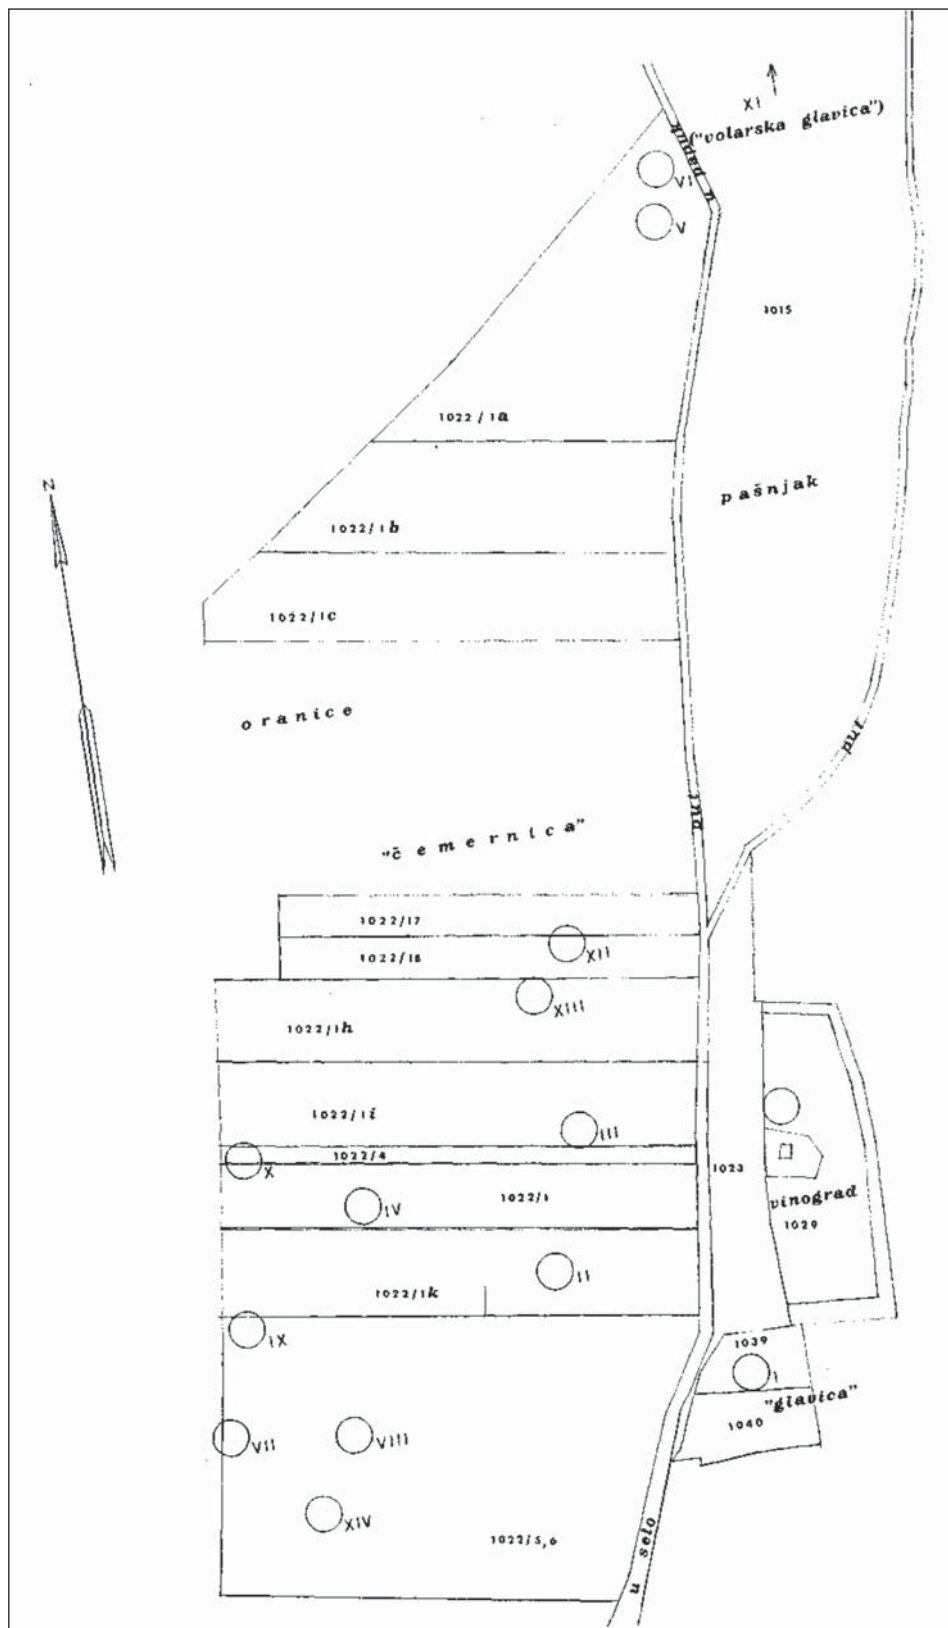 XI
("volarska glavica")
u papuk
VI
V
1015
1022/1a
pašnjak
N
1022/1b
1022/1c
oranice
put
put
"čemernica"
1022/17
1022/18
XII
XIII
1022/1h
1022/1i
III
1022/4
X
1023
1022/1
IV
vinograd
1029
II
1022/1k
IX
1039
I
"glavica"
1040
VII
VIII
XIV
1022/5,6
u selo